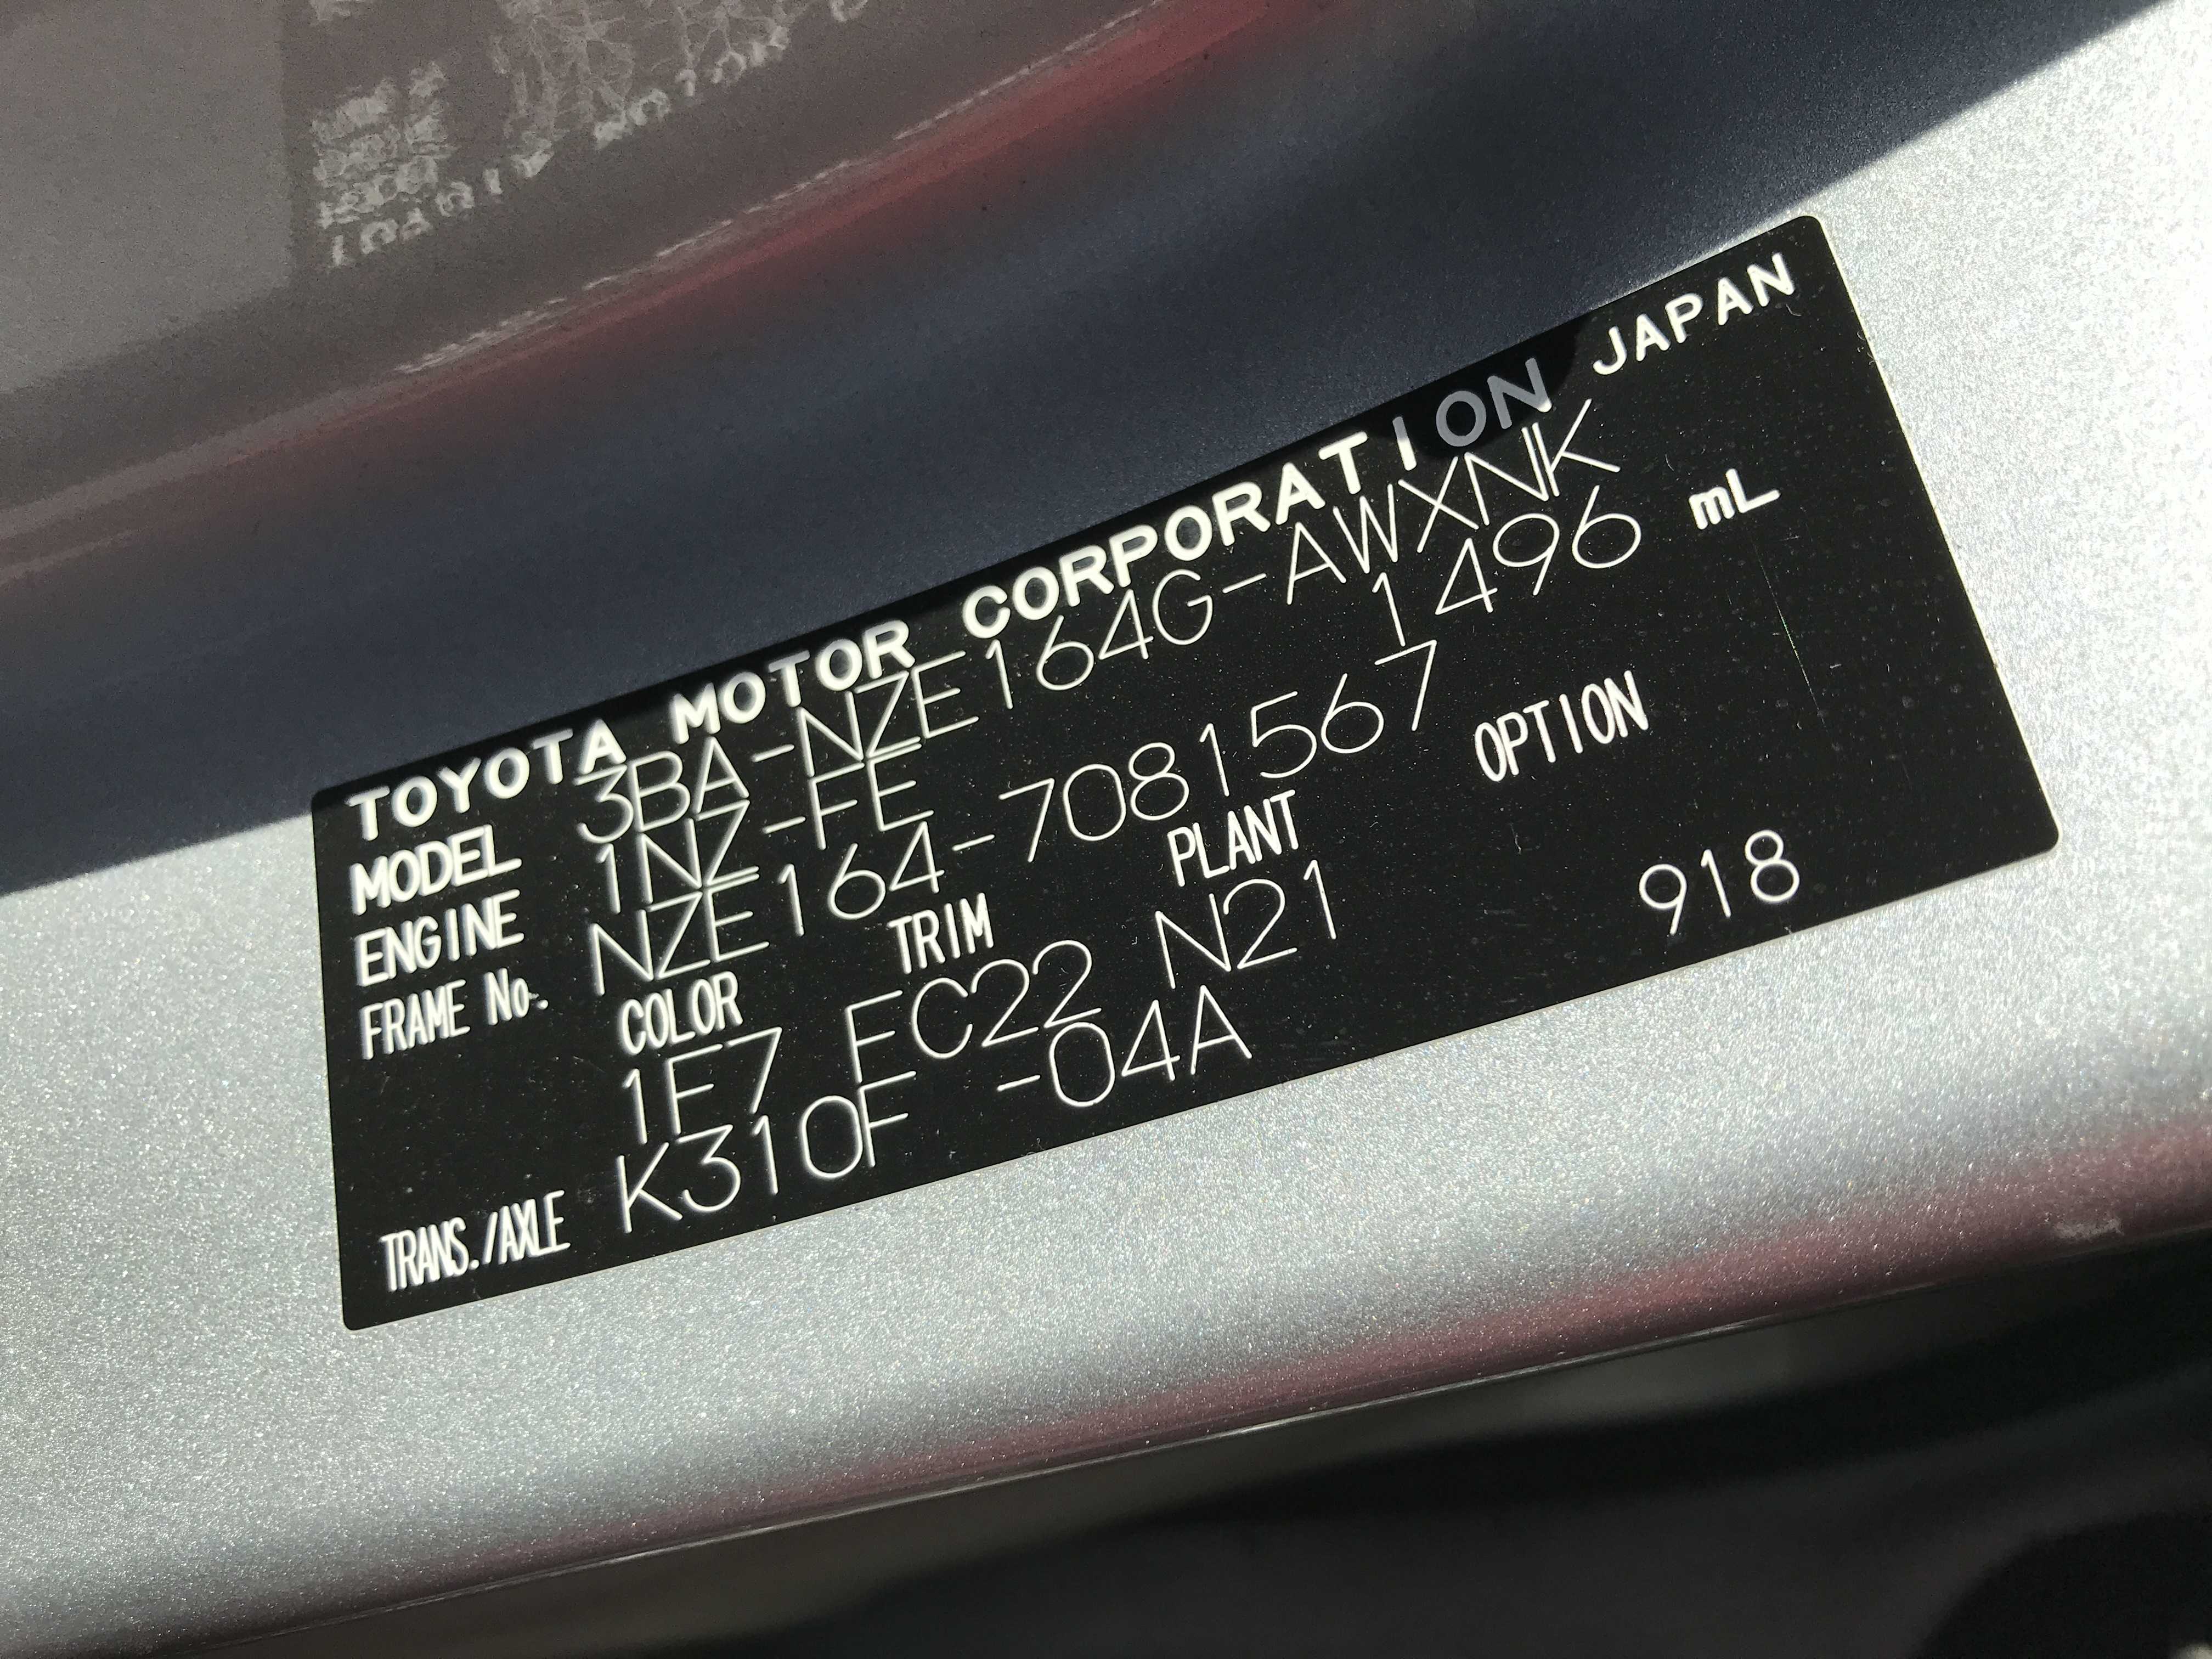 TOYOTA MOTOR CORPORATION JAPAN
MODEL 3BA-NZE164G-AWXNK
ENGINE 1NZ-FE 1496 mL
FRAME No. NZE164-7081567
COLOR TRIM PLANT OPTION
1F7 FC22 N21 918
TRANS./AXLE K310F -04A